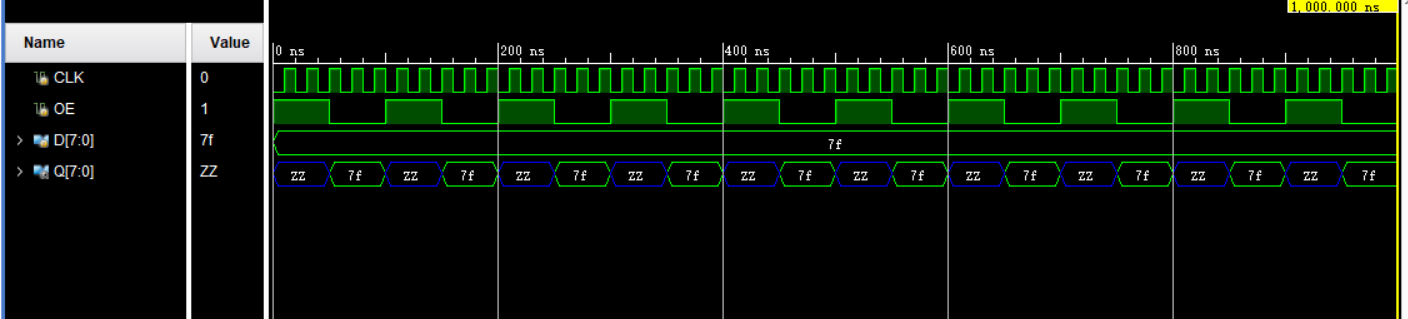 1,000,000 ns
Name Value
0 ns 200 ns 400 ns 600 ns 800 ns
CLK 0
OE 1
D[7:0] 7f 7f
Q[7:0] ZZ zz 7f zz 7f zz 7f zz 7f zz 7f zz 7f zz 7f zz 7f zz 7f zz 7f